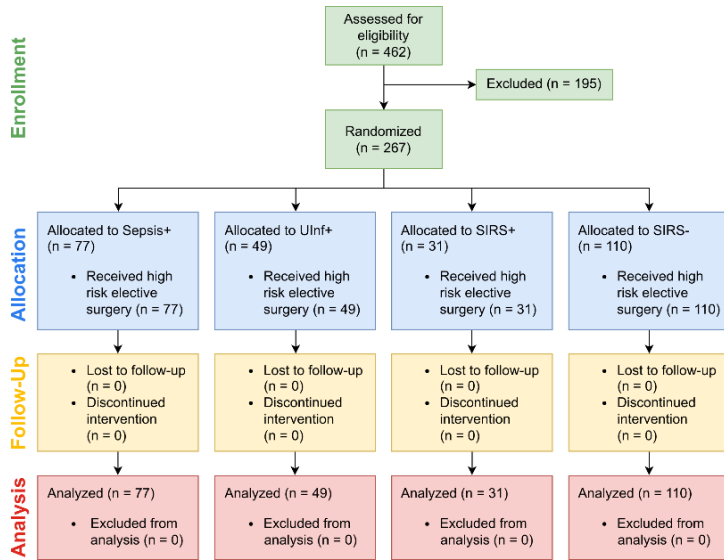 Enrollment
Assessed for
eligibility
(n = 462)
Excluded (n = 195)
Randomized
(n = 267)
Allocation
Allocated to Sepsis+
(n = 77)
• Received high
risk elective
surgery (n = 77)
Allocated to UInf+
(n = 49)
• Received high
risk elective
surgery (n = 49)
Allocated to SIRS+
(n = 31)
• Received high
risk elective
surgery (n = 31)
Allocated to SIRS-
(n = 110)
• Received high
risk elective
surgery (n = 110)
Follow-Up
• Lost to follow-up
(n = 0)
• Discontinued
intervention
(n = 0)
• Lost to follow-up
(n = 0)
• Discontinued
intervention
(n = 0)
• Lost to follow-up
(n = 0)
• Discontinued
intervention
(n = 0)
• Lost to follow-up
(n = 0)
• Discontinued
intervention
(n = 0)
Analysis
Analyzed (n = 77)
• Excluded from
analysis (n = 0)
Analyzed (n = 49)
• Excluded from
analysis (n = 0)
Analyzed (n = 31)
• Excluded from
analysis (n = 0)
Analyzed (n = 110)
• Excluded from
analysis (n = 0)